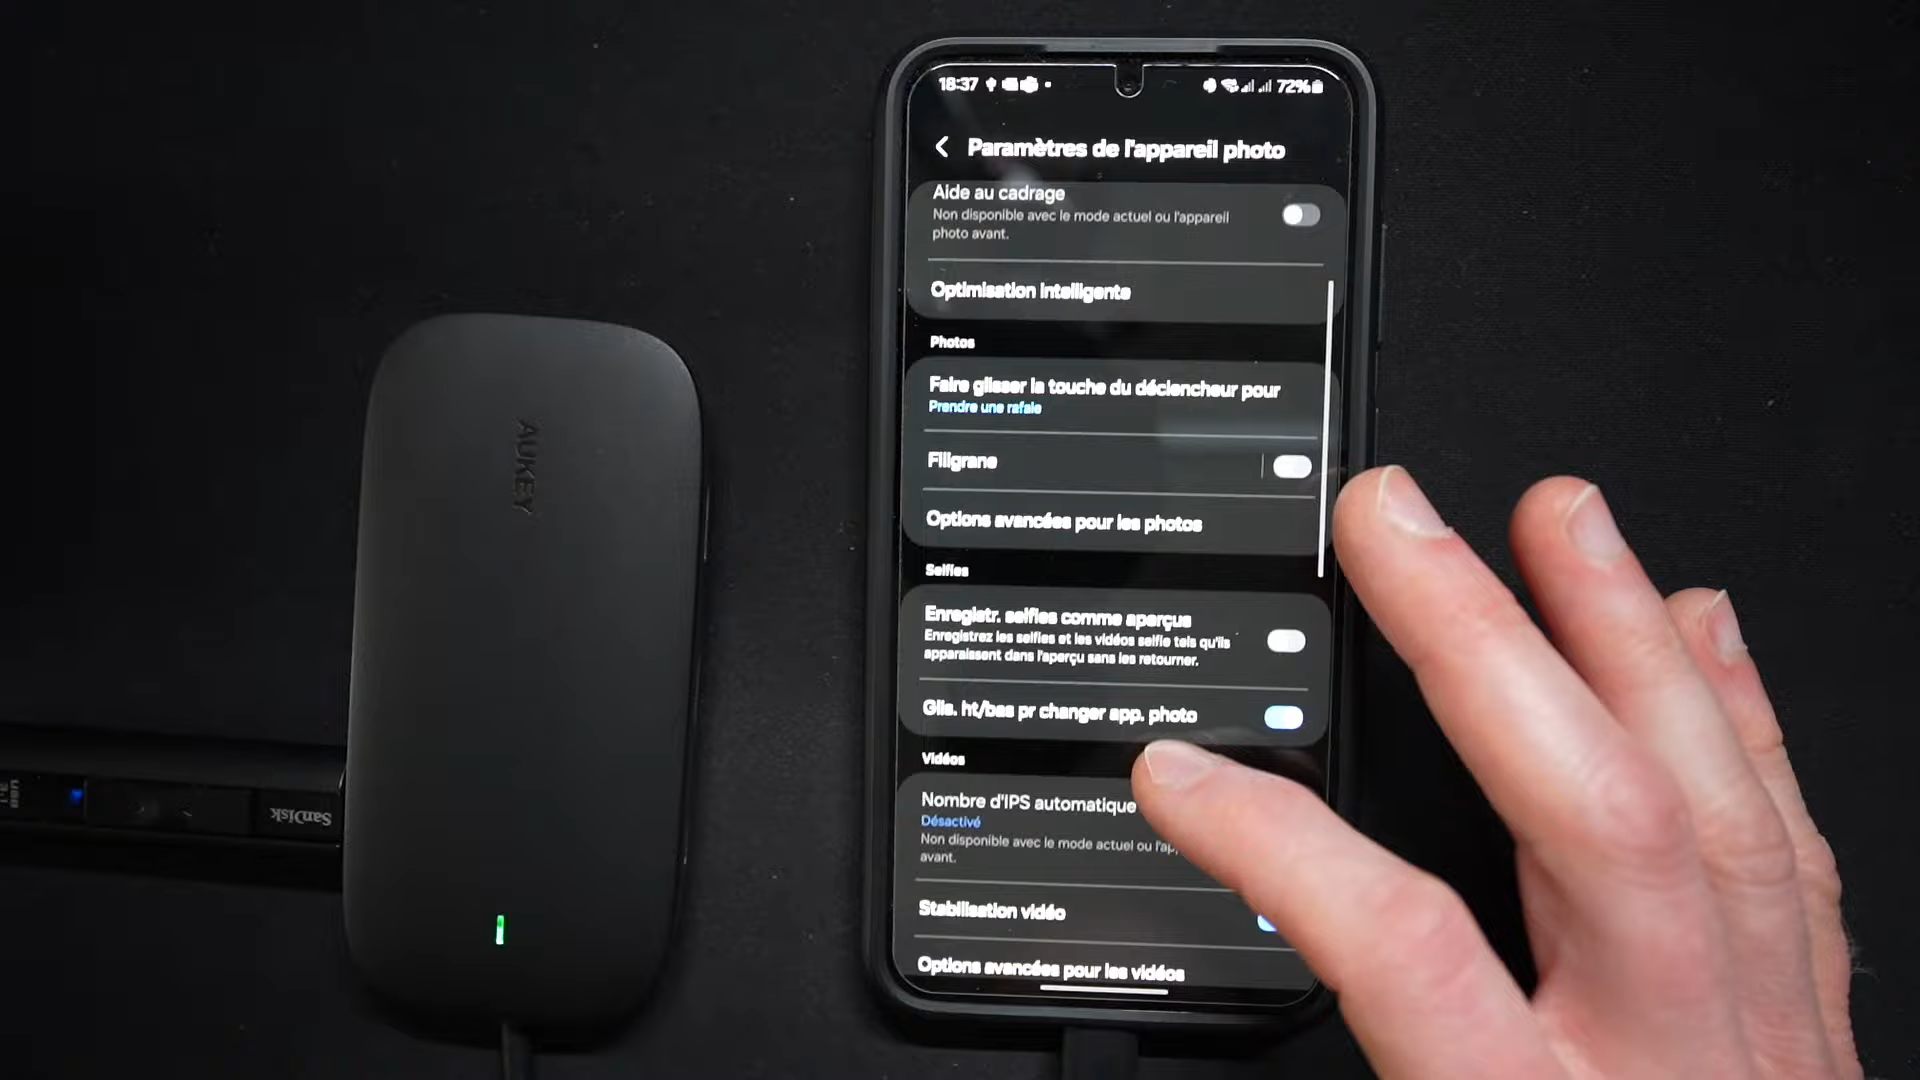 18:37
72%
Paramètres de l'appareil photo
Aide au cadrage
Non disponible avec le mode actuel ou l'appareil
photo avant.
Optimisation intelligente
Photos
Faire glisser la touche du déclencheur pour
Prendre une rafale
Filigrane
Options avancées pour les photos
Selfies
Enregistr. selfies comme aperçus
Enregistrez les selfies et les vidéos selfie tels qu'ils
apparaissent dans l'aperçu sans les retourner.
Glis. ht/bas pr changer app. photo
Vidéos
Nombre d'IPS automatique
Désactivé
Non disponible avec le mode actuel ou l'ap
avant.
Stabilisation vidéo
Options avancées pour les vidéos
AUKEY
SanDisk
USB
3.1